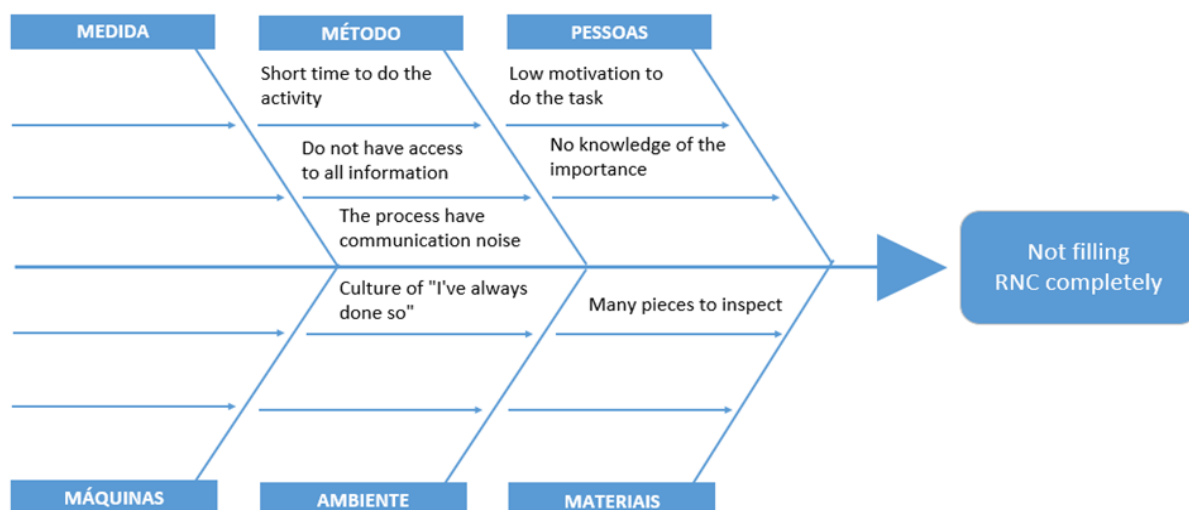 MEDIDA
MÉTODO
PESSOAS
Short time to do the
activity
Low motivation to
do the task
Do not have access
to all information
No knowledge of the
importance
The process have
communication noise
Not filling
RNC completely
Culture of "I've always
done so"
Many pieces to inspect
MÁQUINAS
AMBIENTE
MATERIAIS